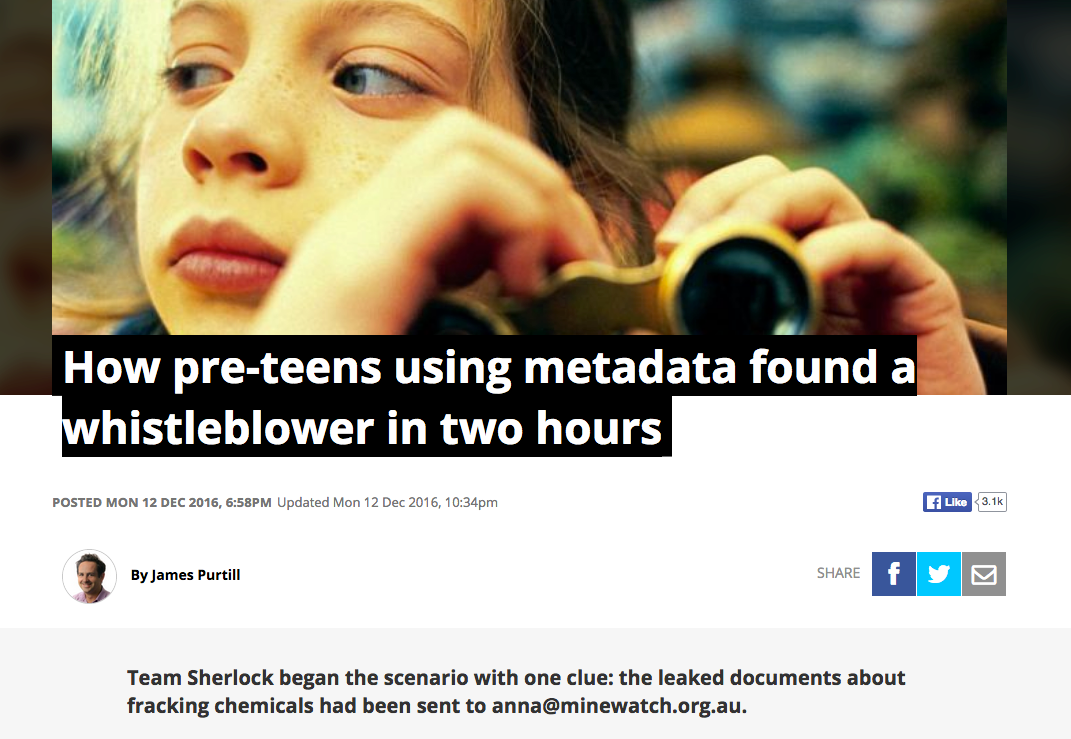 How pre-teens using metadata found a
whistleblower in two hours
POSTED MON 12 DEC 2016, 6:58PM Updated Mon 12 Dec 2016, 10:34pm
Like 3.1k
By James Purtill
SHARE
Team Sherlock began the scenario with one clue: the leaked documents about
fracking chemicals had been sent to anna@minewatch.org.au.